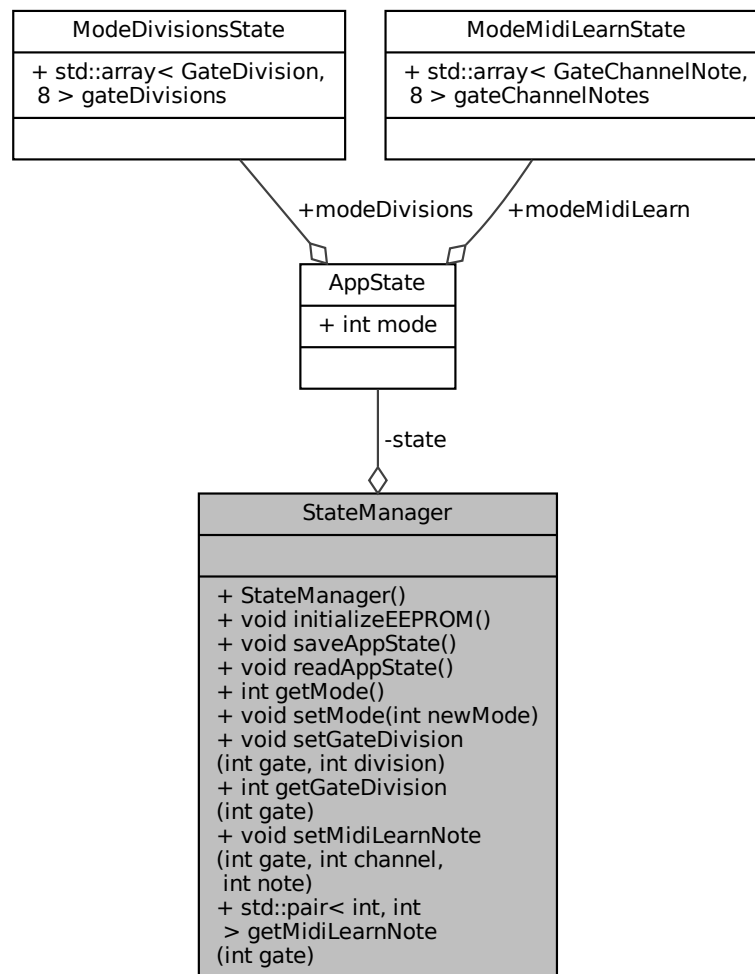 ModeDivisionsState
+ std::array< GateDivision,
8 > gateDivisions
ModeMidiLearnState
+ std::array< GateChannelNote,
8 > gateChannelNotes
+modeDivisions
+modeMidiLearn
AppState
+ int mode
-state
StateManager
+ StateManager()
+ void initializeEEPROM()
+ void saveAppState()
+ void readAppState()
+ int getMode()
+ void setMode(int newMode)
+ void setGateDivision
(int gate, int division)
+ int getGateDivision
(int gate)
+ void setMidiLearnNote
(int gate, int channel,
int note)
+ std::pair< int, int
> getMidiLearnNote
(int gate)